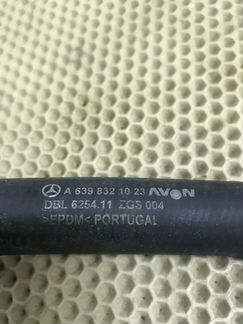 A 639 832 10 23 AVON
DBL 6254.11 ZGS 004
>EPDM< PORTUGAL